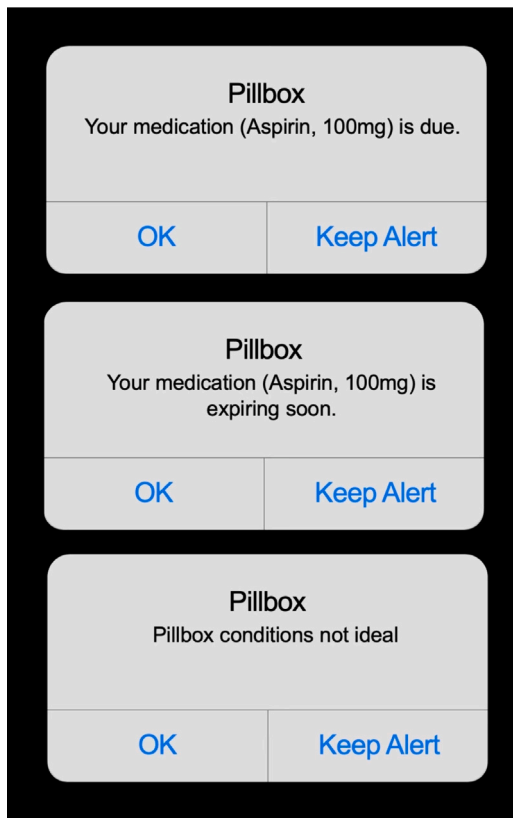 Pillbox
Your medication (Aspirin, 100mg) is due.
OK
Keep Alert
Pillbox
Your medication (Aspirin, 100mg) is
expiring soon.
OK
Keep Alert
Pillbox
Pillbox conditions not ideal
OK
Keep Alert